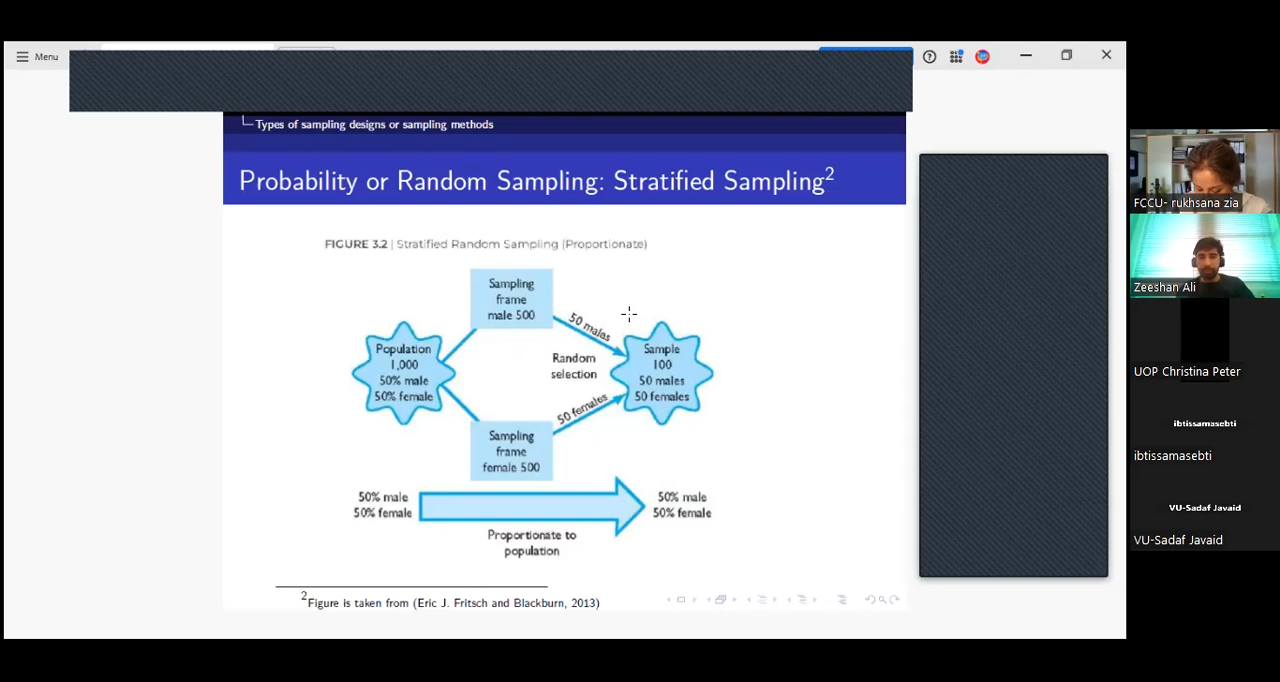 Menu
Types of sampling designs or sampling methods
Probability or Random Sampling: Stratified Sampling2
FIGURE 3.2 | Stratified Random Sampling (Proportionate)
Sampling
frame
male 500
50 males
Population
1,000
50% male
50% female
Random
selection
Sample
100
50 males
50 females
50 females
Sampling
frame
female 500
50% male
50% female
50% male
50% female
Proportionate to
population
2Figure is taken from (Eric J. Fritsch and Blackburn, 2013)
FCCU- rukhsana zia
Zeeshan Ali
UOP Christina Peter
ibtissamasebti
ibtissamasebti
VU-Sadaf Javaid
VU-Sadaf Javaid